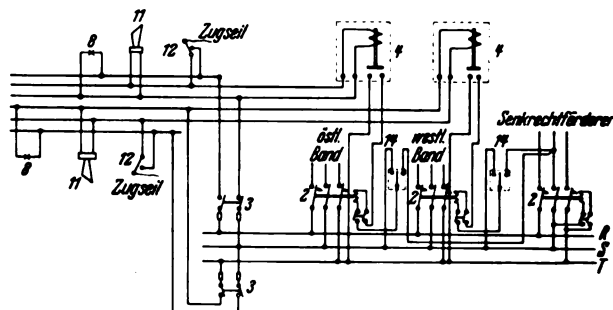 11
8
12
Zugseil
4
4
Senkrechtförderer
östl.
Band
14
westl.
Band
14
8
11
12
Zugseil
3
2
2
2
R
S
T
3